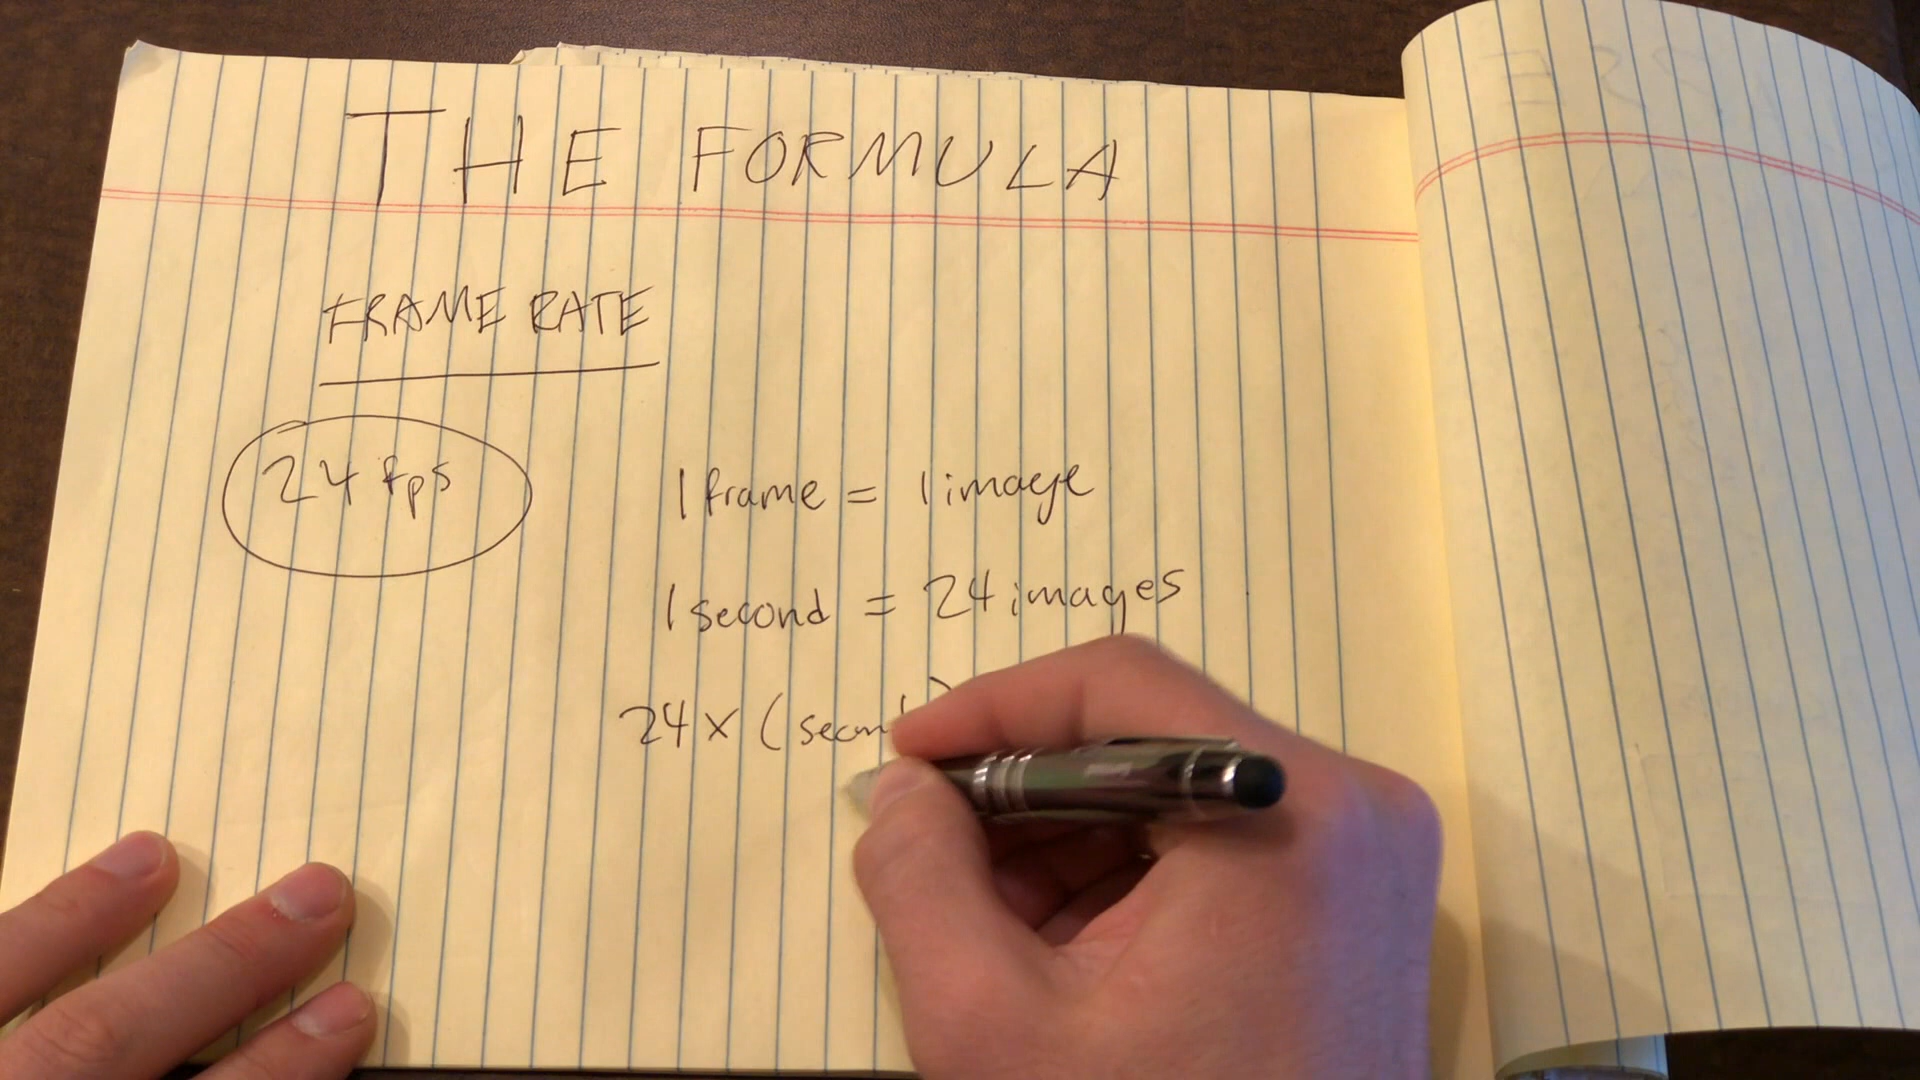 THE FORMULA
FRAME RATE
24 fps
1 frame = 1 image
1 second = 24 images
24 x (